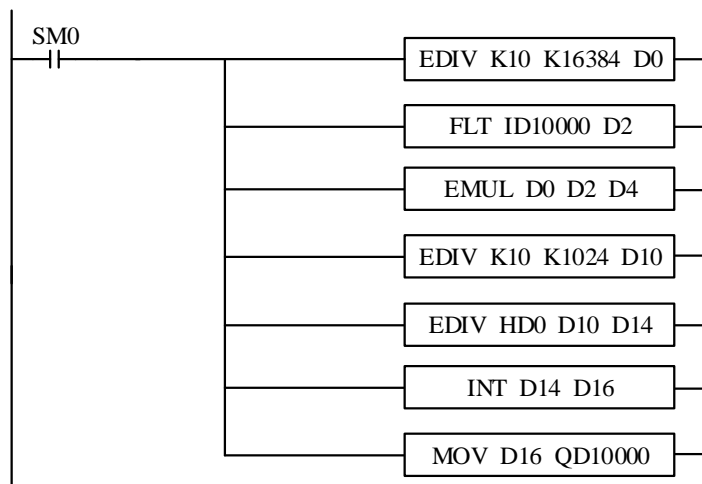 SM0
EDIV K10 K16384 D0
FLT ID10000 D2
EMUL D0 D2 D4
EDIV K10 K1024 D10
EDIV HD0 D10 D14
INT D14 D16
MOV D16 QD10000